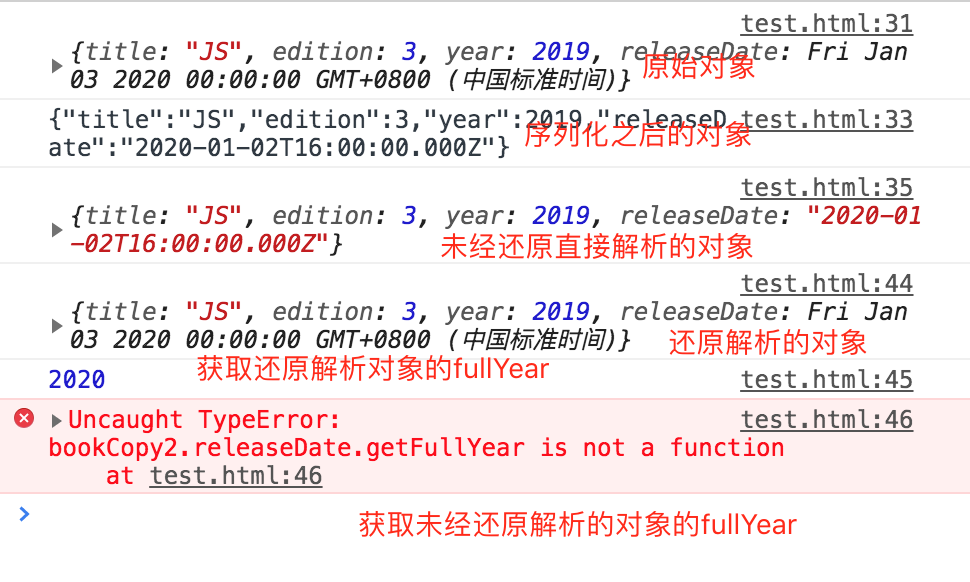 test.html:31
{title: "JS", edition: 3, year: 2019, releaseDate: Fri Jan
03 2020 00:00:00 GMT+0800 (中国标准时间)}
原始对象
{"title":"JS","edition":3,"year":2019,"releaseD
test.html:33
ate":"2020-01-02T16:00:00.000Z"}
序列化之后的对象
test.html:35
{title: "JS", edition: 3, year: 2019, releaseDate: "2020-01
-02T16:00:00.000Z"}
未经还原直接解析的对象
test.html:44
{title: "JS", edition: 3, year: 2019, releaseDate: Fri Jan
03 2020 00:00:00 GMT+0800 (中国标准时间)}
还原解析的对象
获取还原解析对象的fullYear
2020
test.html:45
Uncaught TypeError:
test.html:46
bookCopy2.releaseDate.getFullYear is not a function
at test.html:46
获取未经还原解析的对象的fullYear